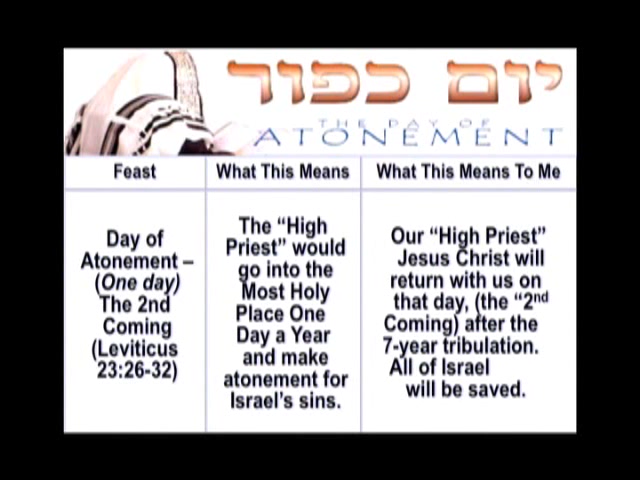 יום כפור
THE DAY OF
ATONEMENT
Feast
What This Means
What This Means To Me
Day of
Atonement –
(One day)
The 2nd
Coming
(Leviticus
23:26-32)
The “High
Priest” would
go into the
Most Holy
Place One
Day a Year
and make
atonement for
Israel’s sins.
Our “High Priest”
Jesus Christ will
return with us on
that day, (the “2nd
Coming) after the
7-year tribulation.
All of Israel
will be saved.